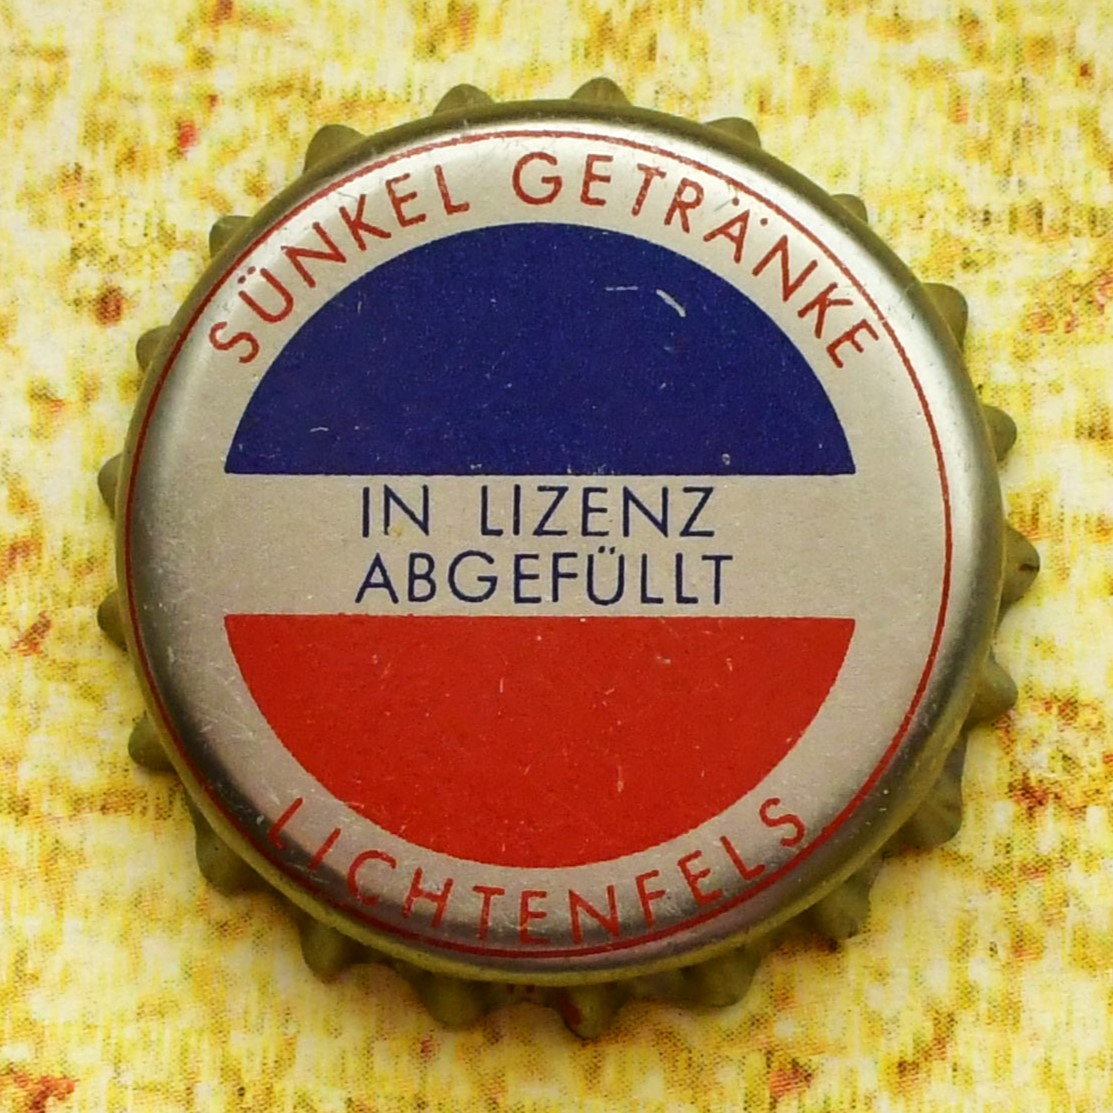 SÜNKEL GETRÄNKE
IN LIZENZ
ABGEFÜLLT
LICHTENFELS